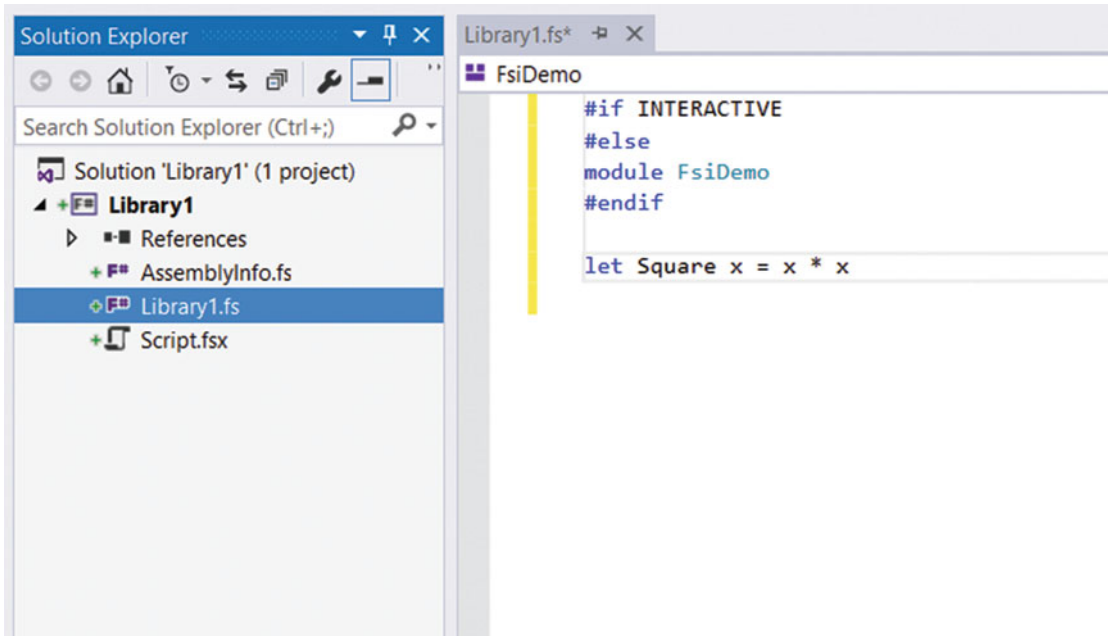 Solution Explorer
Search Solution Explorer (Ctrl+;)
Solution 'Library1' (1 project)
F# Library1
References
F# AssemblyInfo.fs
F# Library1.fs
Script.fsx
Library1.fs*
FsiDemo
#if INTERACTIVE
#else
module FsiDemo
#endif
let Square x = x * x